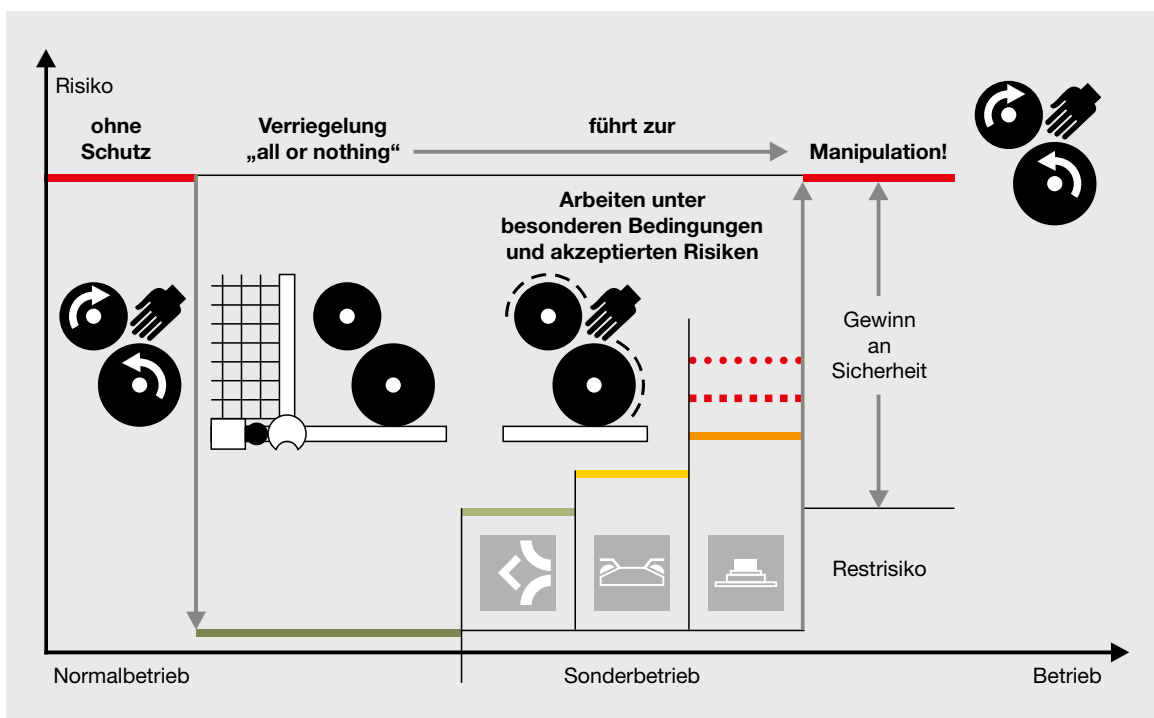 Risiko
ohne
Schutz
Verriegelung
„all or nothing“
führt zur
Manipulation!
Arbeiten unter
besonderen Bedingungen
und akzeptierten Risiken
Gewinn
an
Sicherheit
Restrisiko
Normalbetrieb
Sonderbetrieb
Betrieb